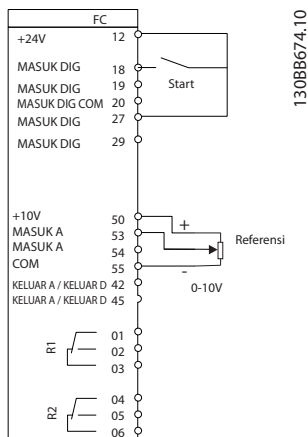 FC
+24V 12
MASUK DIG 18
MASUK DIG 19
MASUK DIG COM 20
MASUK DIG 27
MASUK DIG 29
Start
+10V 50
MASUK A 53
MASUK A 54
COM 55
KELUAR A / KELUAR D 42
KELUAR A / KELUAR D 45
+
-
Referensi
0-10V
R1
01
02
03
R2
04
05
06
130BB674.10